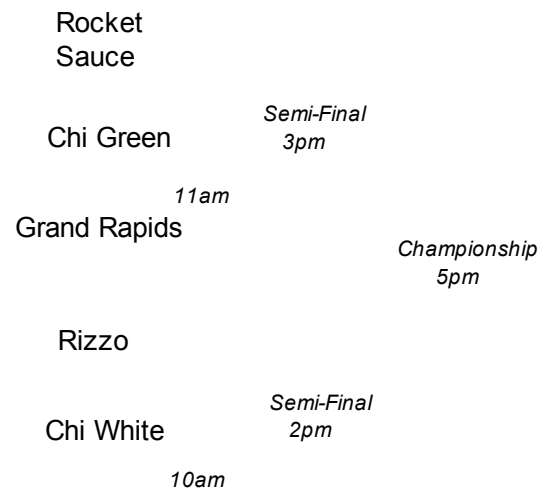 Rocket
Sauce
Semi-Final
Chi Green
3pm
11am
Grand Rapids
Championship
5pm
Rizzo
Semi-Final
Chi White
2pm
10am